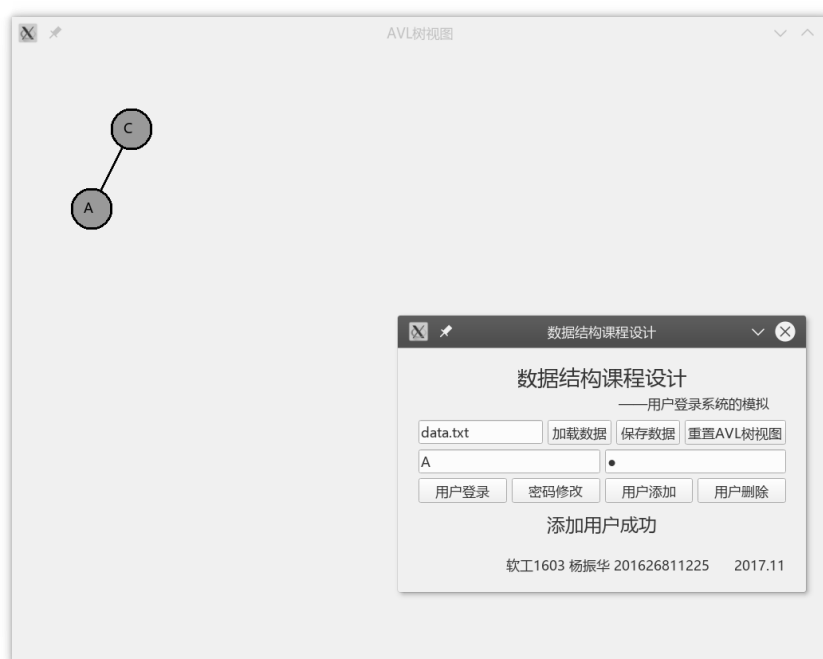 AVL树视图
C
A
数据结构课程设计
数据结构课程设计
——用户登录系统的模拟
data.txt 加载数据 保存数据 重置AVL树视图
A ●
用户登录 密码修改 用户添加 用户删除
添加用户成功
软工1603 杨振华 201626811225 2017.11